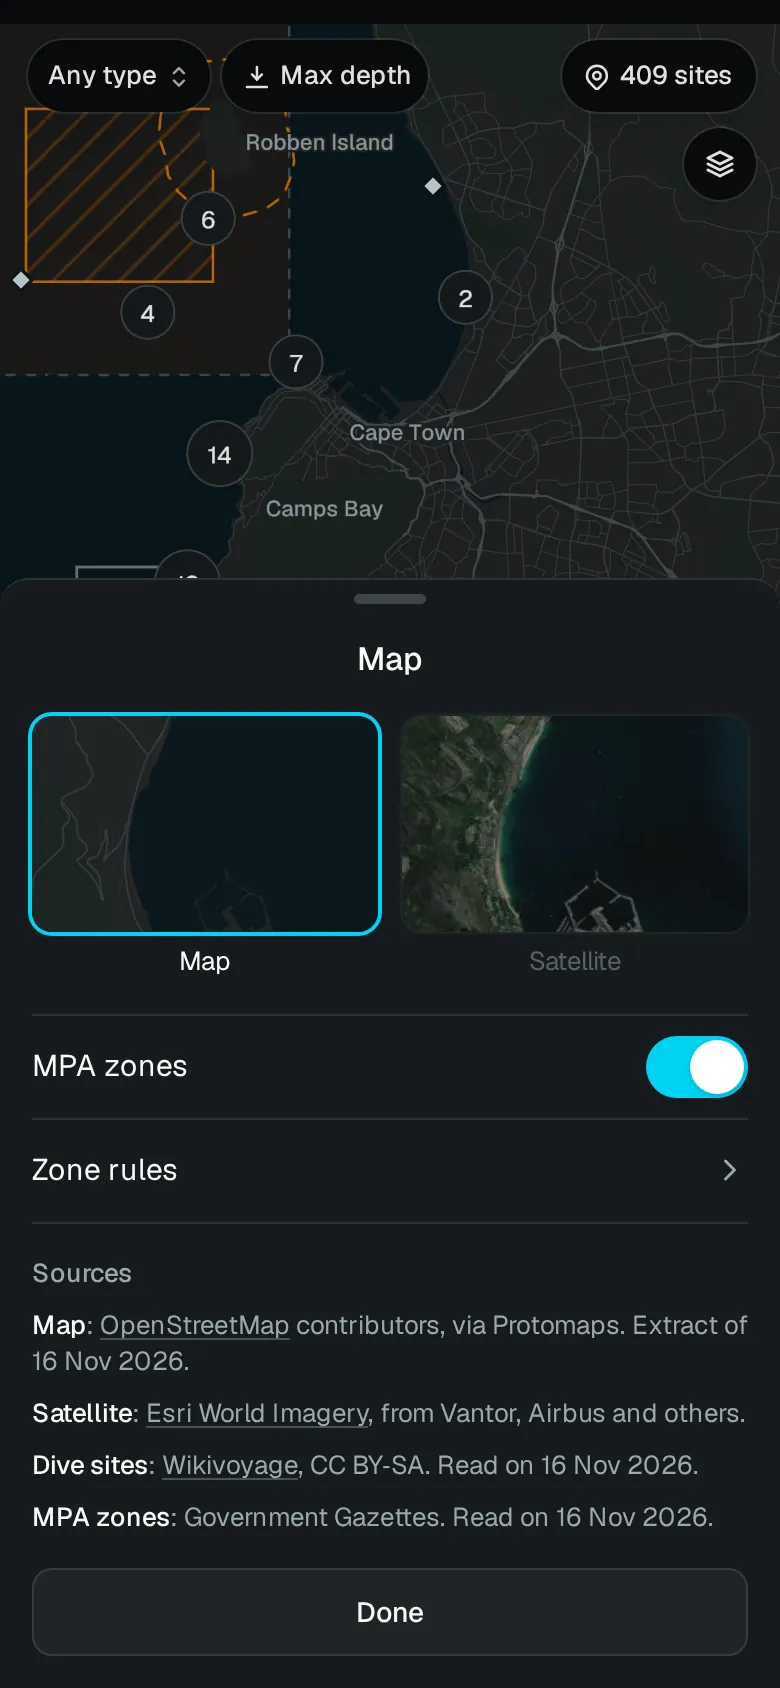 Any type
Max depth
409 sites
Robben Island
6
2
4
7
Cape Town
14
Camps Bay
Map
Map
Satellite
MPA zones
Zone rules
Sources
Map: OpenStreetMap contributors, via Protomaps. Extract of
16 Nov 2026.
Satellite: Esri World Imagery, from Vantor, Airbus and others.
Dive sites: Wikivoyage, CC BY-SA. Read on 16 Nov 2026.
MPA zones: Government Gazettes. Read on 16 Nov 2026.
Done